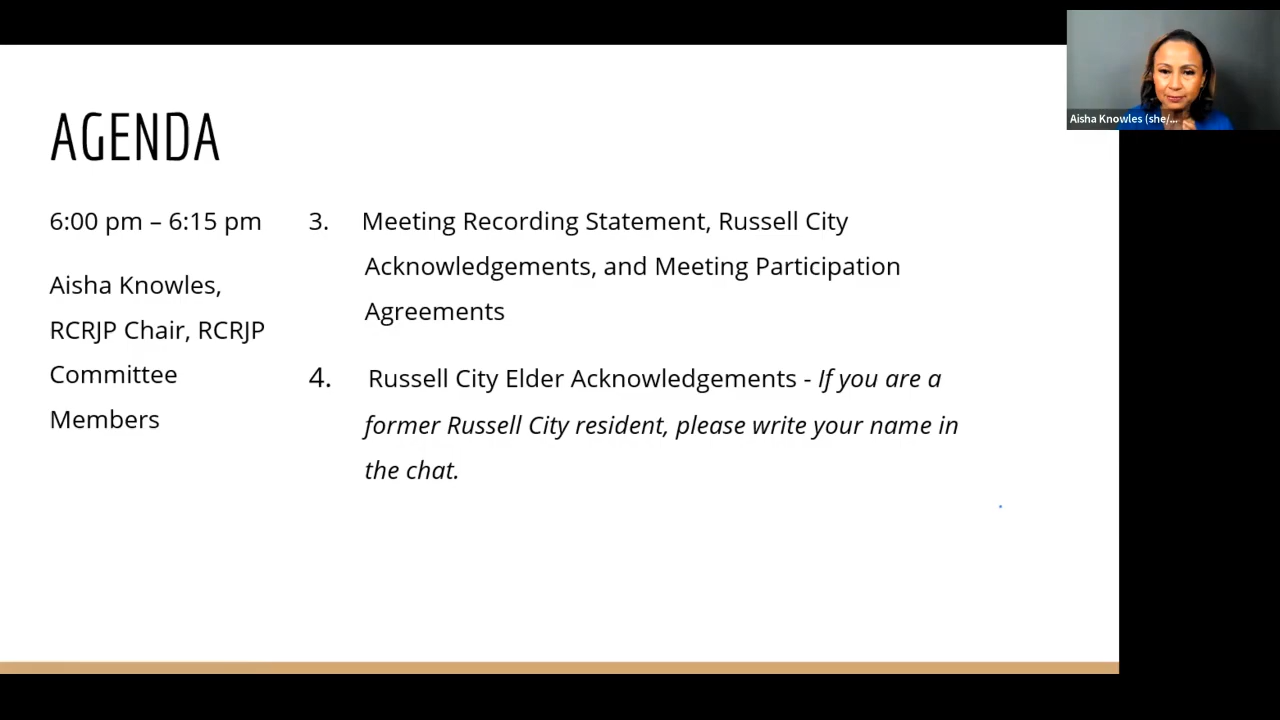 AGENDA
6:00 pm – 6:15 pm
Aisha Knowles,
RCRJP Chair, RCRJP
Committee
Members
3. Meeting Recording Statement, Russell City
Acknowledgements, and Meeting Participation
Agreements
4. Russell City Elder Acknowledgements - If you are a
former Russell City resident, please write your name in
the chat.
Aisha Knowles (she/...